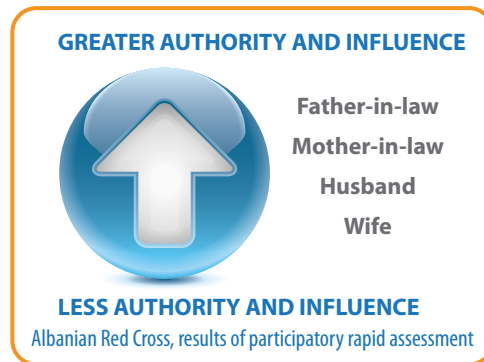 GREATER AUTHORITY AND INFLUENCE
Father-in-law
Mother-in-law
Husband
Wife
LESS AUTHORITY AND INFLUENCE
Albanian Red Cross, results of participatory rapid assessment